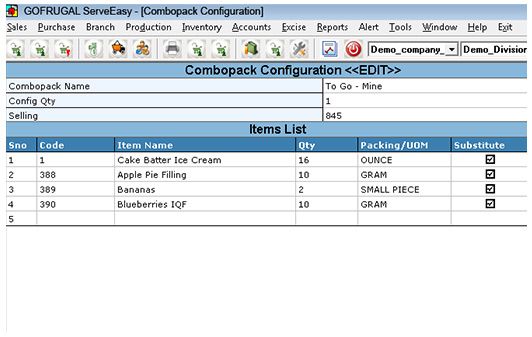 GOFRUGAL ServeEasy - [Combopack Configuration]
Sales Purchase Branch Production Inventory Accounts Excise Reports Alert Tools Window Help Exit
Demo_company_ Demo_Division
Combopack Configuration <<EDIT>>
Combopack Name To Go - Mine
Config Qty 1
Selling 845
Items List
Sno Code Item Name Qty Packing/UOM Substitute
1 1 Cake Batter Ice Cream 16 OUNCE
2 388 Apple Pie Filling 10 GRAM
3 389 Bananas 2 SMALL PIECE
4 390 Blueberries IQF 10 GRAM
5